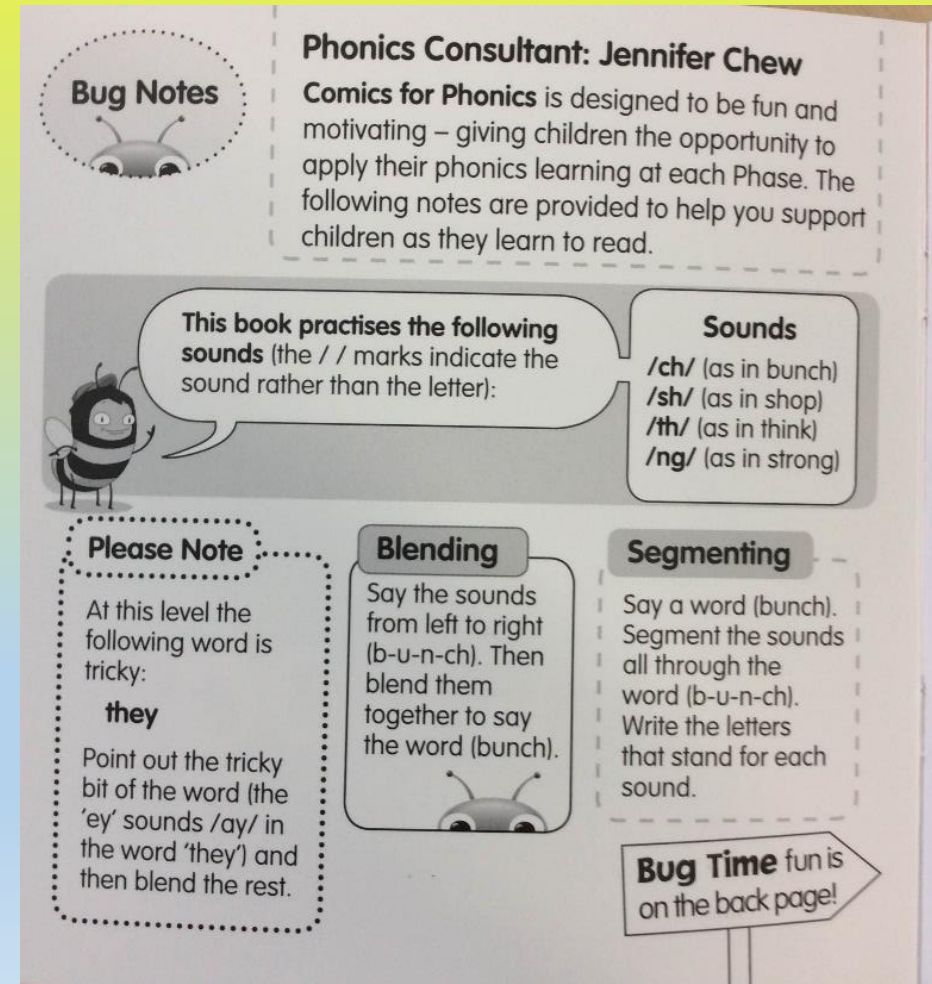 Bug Notes
Phonics Consultant: Jennifer Chew
Comics for Phonics is designed to be fun and
motivating – giving children the opportunity to
apply their phonics learning at each Phase. The
following notes are provided to help you support
children as they learn to read.
This book practises the following
sounds (the / / marks indicate the
sound rather than the letter):
Sounds
/ch/ (as in bunch)
/sh/ (as in shop)
/th/ (as in think)
/ng/ (as in strong)
Please Note
At this level the
following word is
tricky:
they
Point out the tricky
bit of the word (the
‘ey’ sounds /ay/ in
the word ‘they’) and
then blend the rest.
Blending
Say the sounds
from left to right
(b-u-n-ch). Then
blend them
together to say
the word (bunch).
Segmenting
Say a word (bunch).
Segment the sounds
all through the
word (b-u-n-ch).
Write the letters
that stand for each
sound.
Bug Time fun is
on the back page!